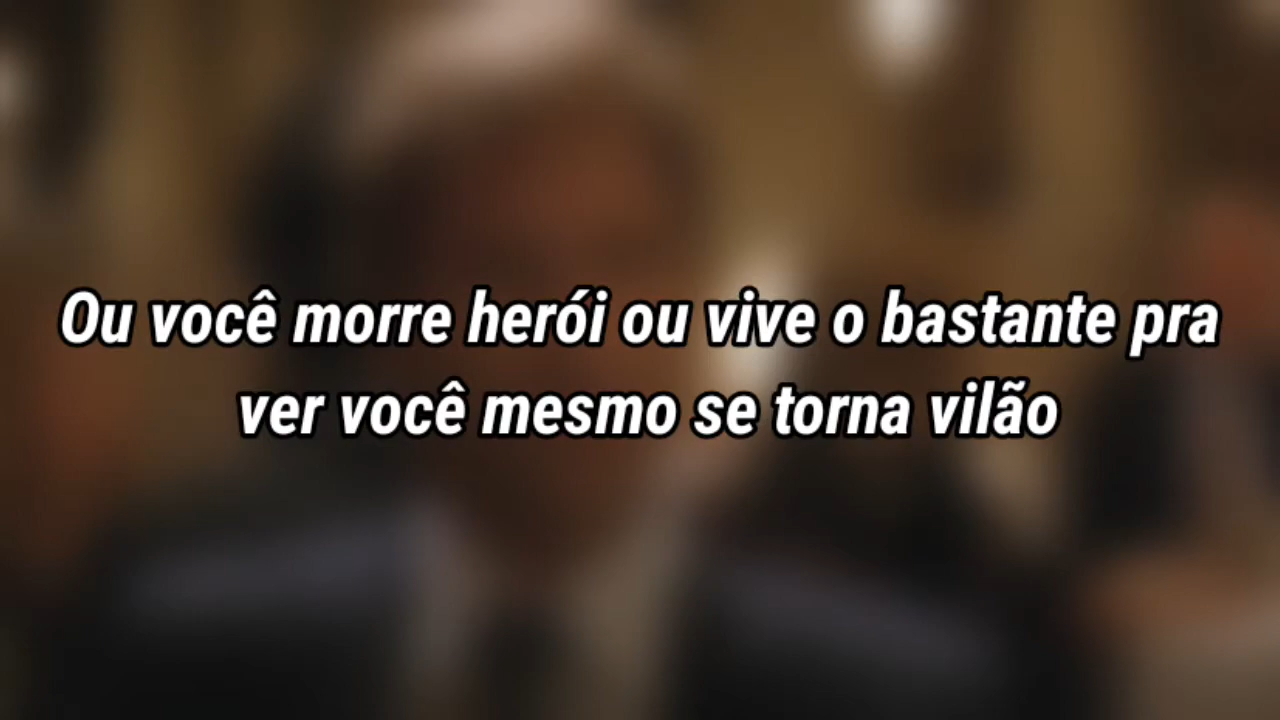 Ou você morre herói ou vive o bastante pra
ver você mesmo se torna vilão